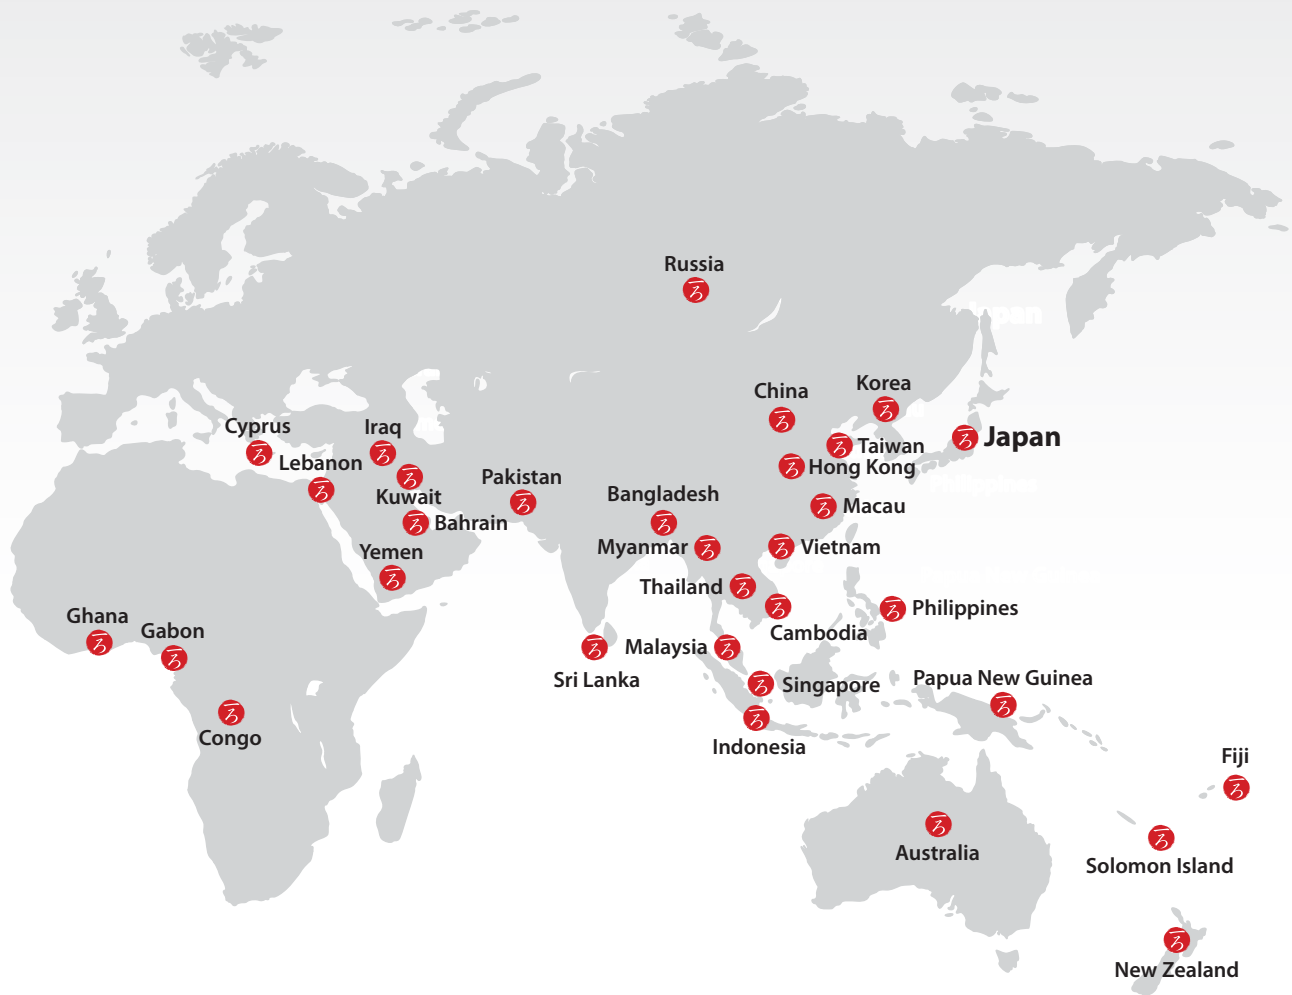 Russia
Japan
China
Korea
Cyprus
Iraq
Japan
Taiwan
Lebanon
Hong Kong
Pakistan
Philippines
Kuwait
Bangladesh
Macau
Bahrain
Myanmar
Vietnam
Yemen
Thailand
Philippines
Ghana
Gabon
Cambodia
Malaysia
Sri Lanka
Singapore
Papua New Guinea
Congo
Indonesia
Fiji
Australia
Solomon Island
New Zealand